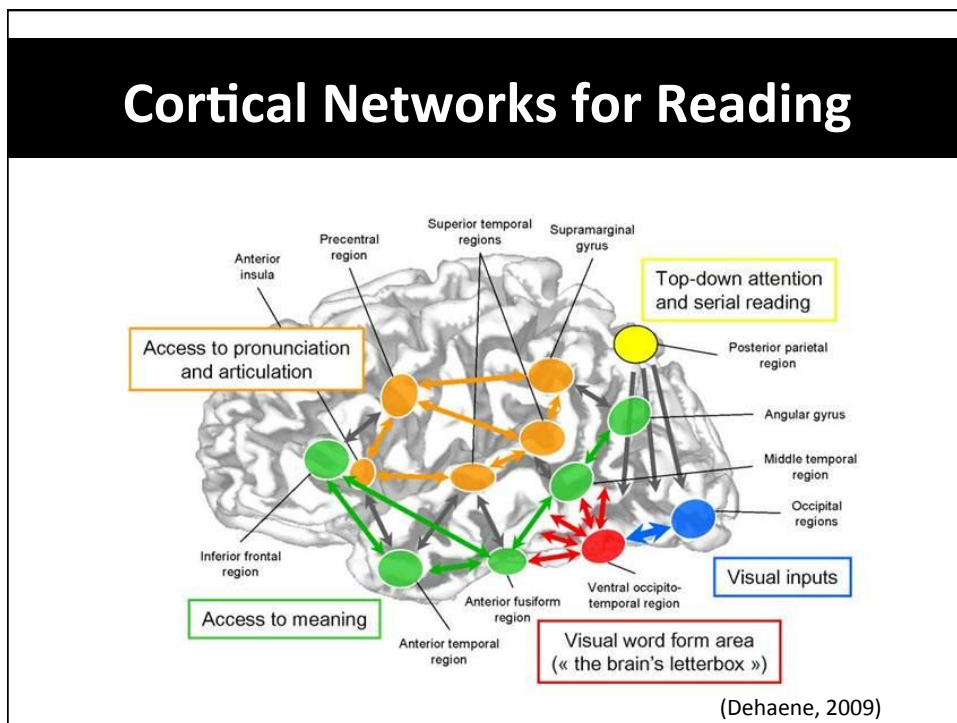 Cortical Networks for Reading
Superior temporal
regions
Supramarginal
gyrus
Precentral
region
Anterior
insula
Top-down attention
and serial reading
Access to pronunciation
and articulation
Posterior parietal
region
Angular gyrus
Middle temporal
region
Occipital
regions
Inferior frontal
region
Visual inputs
Ventral occipito-
temporal region
Anterior fusiform
region
Access to meaning
Anterior temporal
region
Visual word form area
(« the brain's letterbox »)
(Dehaene, 2009)